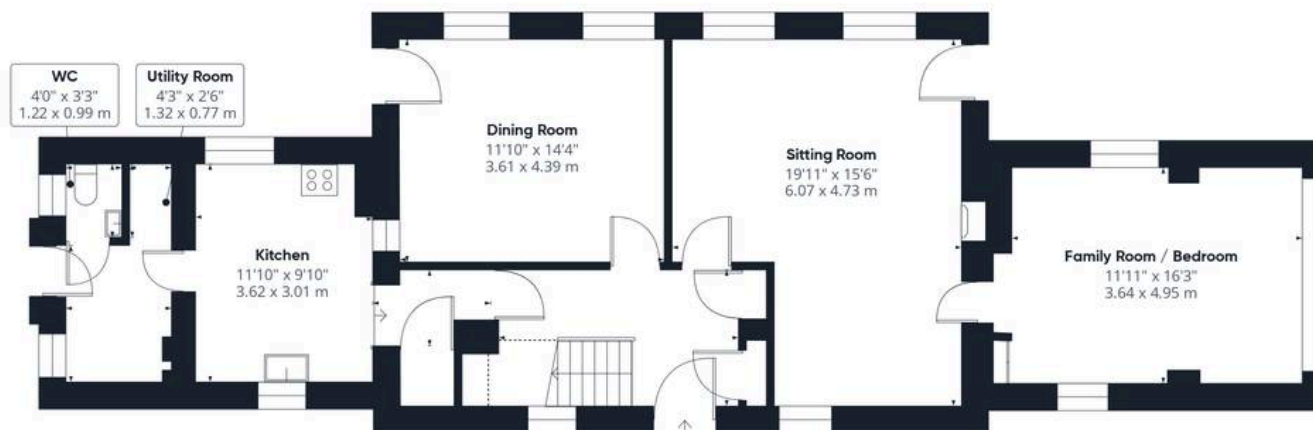 WC
4'0" x 3'3"
1.22 x 0.99 m
Utility Room
4'3" x 2'6"
1.32 x 0.77 m
Dining Room
11'10" x 14'4"
3.61 x 4.39 m
Sitting Room
19'11" x 15'6"
6.07 x 4.73 m
Kitchen
11'10" x 9'10"
3.62 x 3.01 m
Family Room / Bedroom
11'11" x 16'3"
3.64 x 4.95 m